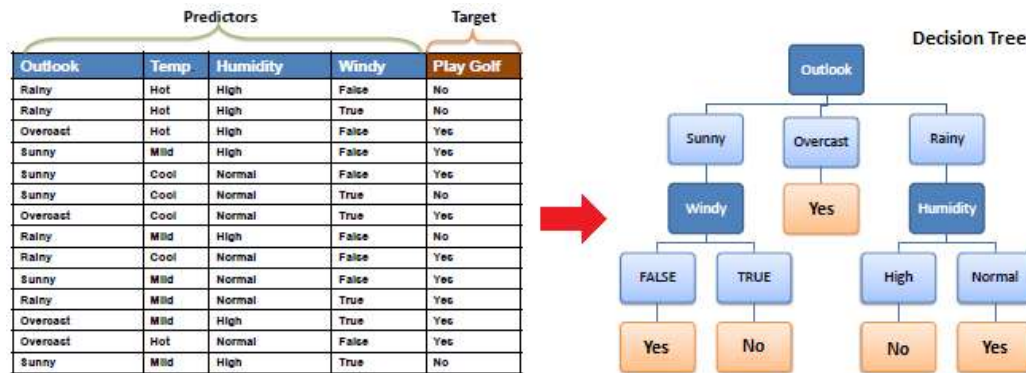 Predictors Target
Outlook Temp Humidity Windy Play Golf
Rainy Hot High False No
Rainy Hot High True No
Overcast Hot High False Yes
Sunny Mild High False Yes
Sunny Cool Normal False Yes
Sunny Cool Normal True No
Overcast Cool Normal True Yes
Rainy Mild High False No
Rainy Cool Normal False Yes
Sunny Mild Normal False Yes
Rainy Mild Normal True Yes
Overcast Mild High True Yes
Overcast Hot Normal False Yes
Sunny Mild High True No
Decision Tree
Outlook
Sunny Overcast Rainy
Windy Yes Humidity
FALSE TRUE High Normal
Yes No No Yes